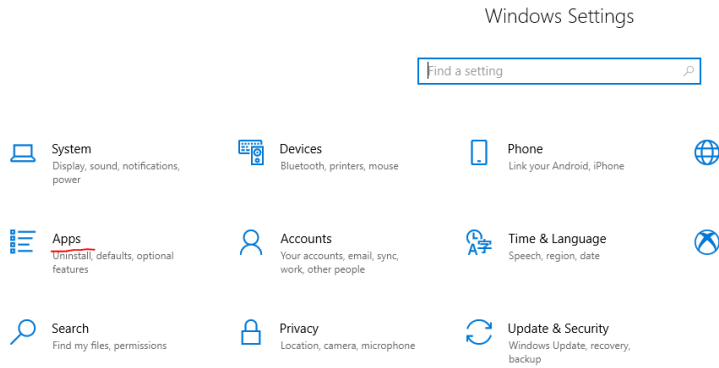 Windows Settings
Find a setting
System
Display, sound, notifications,
power
Devices
Bluetooth, printers, mouse
Phone
Link your Android, iPhone
Apps
Uninstall, defaults, optional
features
Accounts
Your accounts, email, sync,
work, other people
Time & Language
Speech, region, date
Search
Find my files, permissions
Privacy
Location, camera, microphone
Update & Security
Windows Update, recovery,
backup